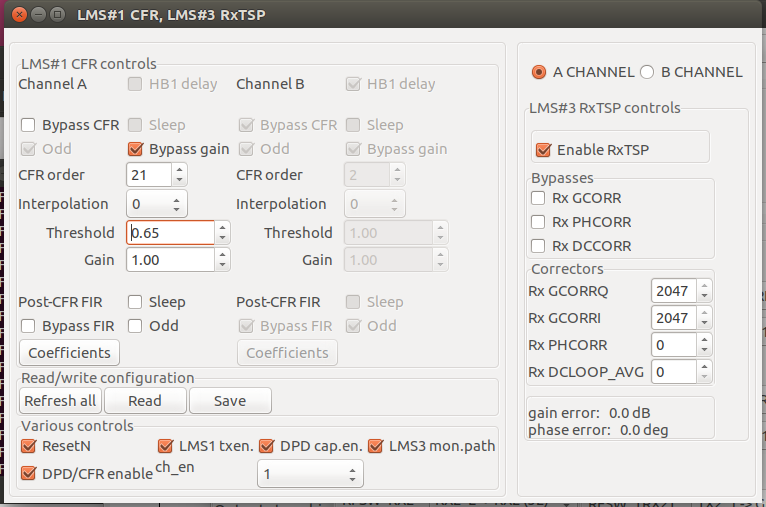 LMS#1 CFR, LMS#3 RxTSP
LMS#1 CFR controls
Channel A HB1 delay Channel B HB1 delay
Bypass CFR Sleep Bypass CFR Sleep
Odd Bypass gain Odd Bypass gain
CFR order 21 CFR order 2
Interpolation 0 Interpolation 0
Threshold 0.65 Threshold 1.00
Gain 1.00 Gain 1.00
Post-CFR FIR Sleep Post-CFR FIR Sleep
Bypass FIR Odd Bypass FIR Odd
Coefficients Coefficients
Read/write configuration
Refresh all Read Save
Various controls
ResetN LMS1 txen. DPD cap.en. LMS3 mon.path
DPD/CFR enable ch_en 1
A CHANNEL B CHANNEL
LMS#3 RxTSP controls
Enable RxTSP
Bypasses
Rx GCORR
Rx PHCORR
Rx DCCORR
Correctors
Rx GCORRQ 2047
Rx GCORRI 2047
Rx PHCORR 0
Rx DCLOOP_AVG 0
gain error: 0.0 dB
phase error: 0.0 deg